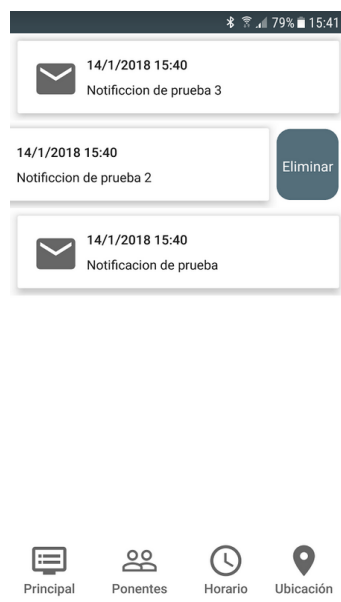 79% 15:41
14/1/2018 15:40
Notificcion de prueba 3
14/1/2018 15:40
Notificcion de prueba 2
Eliminar
14/1/2018 15:40
Notificacion de prueba
Principal Ponentes Horario Ubicación